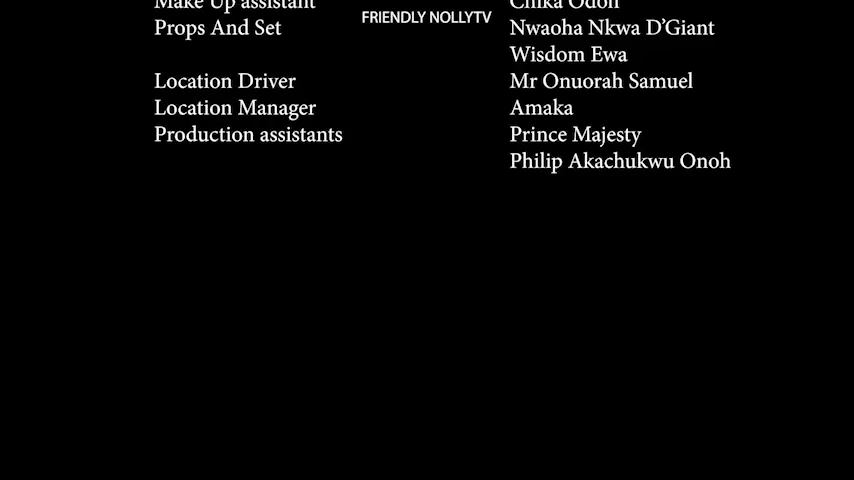 Make Up assistant Chika Odoh
FRIENDLY NOLLYTV
Props And Set Nwaoha Nkwa D’Giant
Wisdom Ewa
Location Driver Mr Onuorah Samuel
Location Manager Amaka
Production assistants Prince Majesty
Philip Akachukwu Onoh